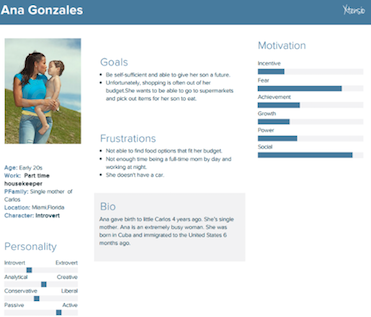 Ana Gonzales
Xtensio
Age: Early 20s
Work: Part time
housekeeper
PFamily: Single mother of
Carlos
Location: Miami,Florida
Character: Introvert
Personality
Introvert Extrovert
Analytical Creative
Conservative Liberal
Passive Active
Goals
Be self-sufficient and able to give her son a future.
Unfortunately, shopping is often out of her
budget.She wants to be able to go to supermarkets
and pick out items for her son to eat.
Frustrations
Not able to find food options that fit her budget.
Not enough time being a full-time mom by day and
working at night.
She doesn't have a car.
Bio
Ana gave birth to little Carlos 4 years ago. She's single
mother. Ana is an extremely busy woman. She was
born in Cuba and immigrated to the United States 6
months ago.
Motivation
Incentive
Fear
Achievement
Growth
Power
Social